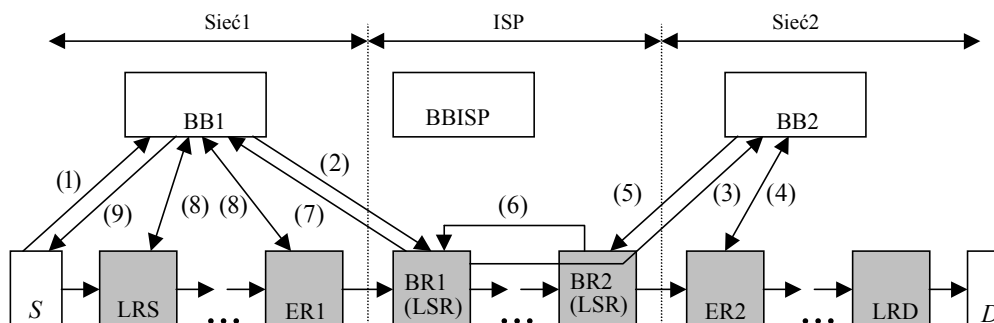 Sieć1 ISP Sieć2
BB1 BBISP BB2
(1) (9) (8) (8) (7) (2) (6) (5) (3) (4)
S LRS ... ER1 BR1 (LSR) ... BR2 (LSR) ER2 ... LRD D